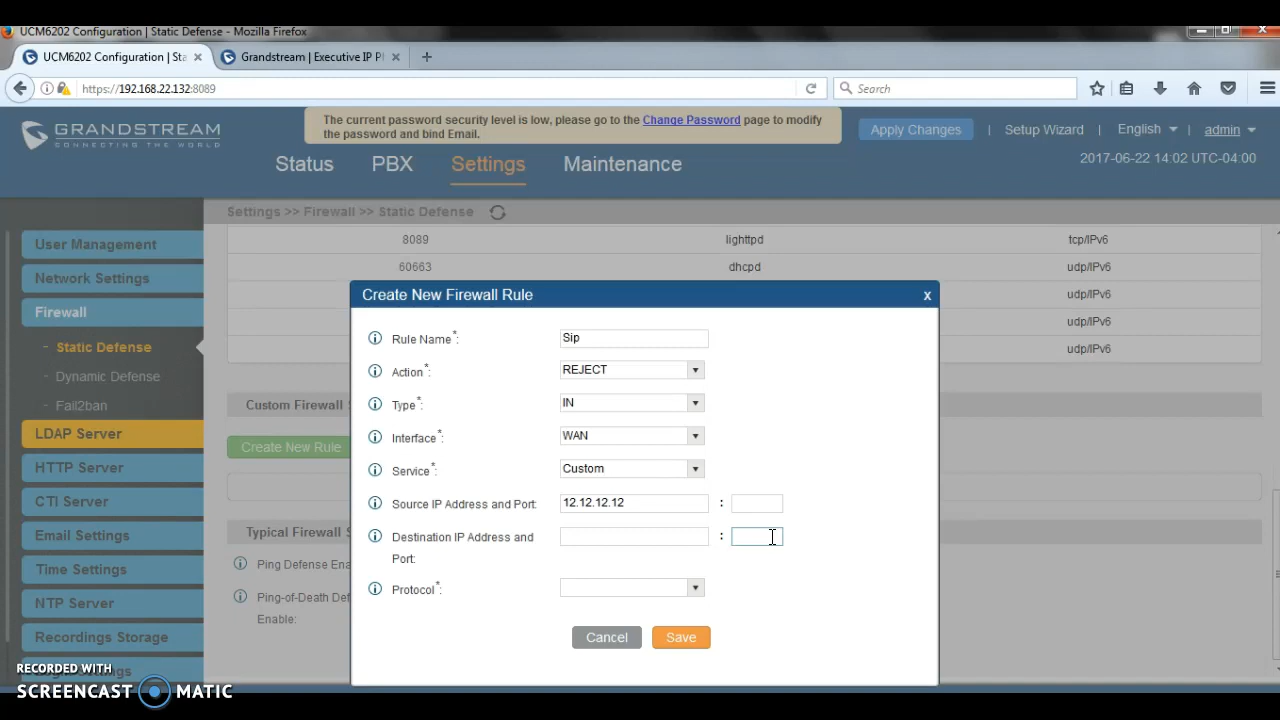 UCM6202 Configuration | Static Defense - Mozilla Firefox
UCM6202 Configuration | Sta
Grandstream | Executive IP P
https://192.168.22.132:8089
Search
GRANDSTREAM
CONNECTING THE WORLD
The current password security level is low, please go to the Change Password page to modify
the password and bind Email.
Apply Changes | Setup Wizard | English | admin
Status PBX Settings Maintenance
2017-06-22 14:02 UTC-04:00
Settings >> Firewall >> Static Defense
User Management
Network Settings
Firewall
- Static Defense
- Dynamic Defense
- Fail2ban
LDAP Server
HTTP Server
CTI Server
Email Settings
Time Settings
NTP Server
Recordings Storage
8089 lighttpd tcp/IPv6
60663 dhcpd udp/IPv6
udp/IPv6
udp/IPv6
udp/IPv6
Custom Firewall S
Create New Rule
Typical Firewall S
Ping Defense Ena
Ping-of-Death Def
Enable:
Create New Firewall Rule x
Rule Name*: Sip
Action*: REJECT
Type*: IN
Interface*: WAN
Service*: Custom
Source IP Address and Port: 12.12.12.12 :
Destination IP Address and :
Port:
Protocol*:
Cancel Save
RECORDED WITH
SCREENCAST MATIC